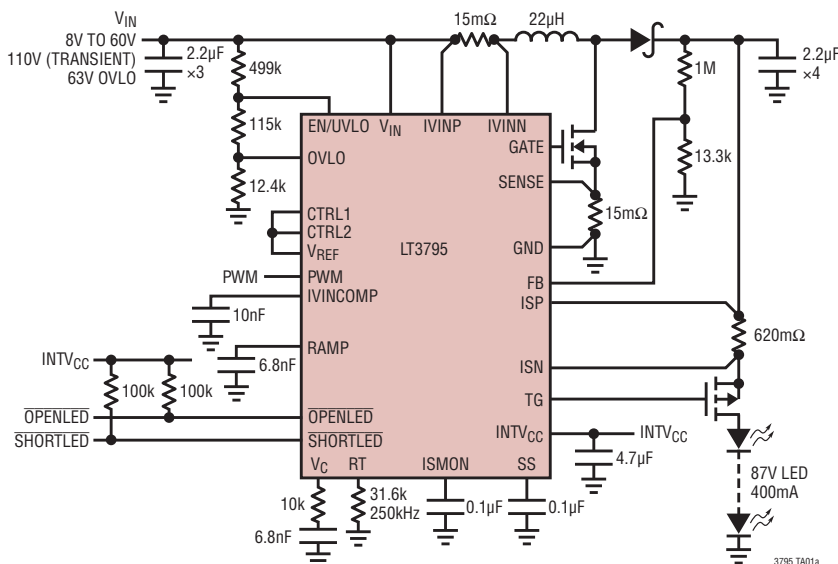 V_IN
8V TO 60V
110V (TRANSIENT)
63V OVLO
2.2µF
×3
499k
115k
12.4k
15mΩ
22µH
1M
2.2µF
×4
13.3k
EN/UVLO
V_IN
IVINP
IVINN
GATE
OVLO
SENSE
15mΩ
CTRL1
CTRL2
V_REF
LT3795
GND
PWM
PWM
FB
IVINCOMP
ISP
10nF
620mΩ
RAMP
INTV_CC
6.8nF
ISN
100k
100k
TG
OPENLED
OPENLED
SHORTLED
SHORTLED
INTV_CC
INTV_CC
V_C
RT
ISMON
SS
4.7µF
87V LED
400mA
10k
31.6k
250kHz
0.1µF
0.1µF
6.8nF
3795 TA01a